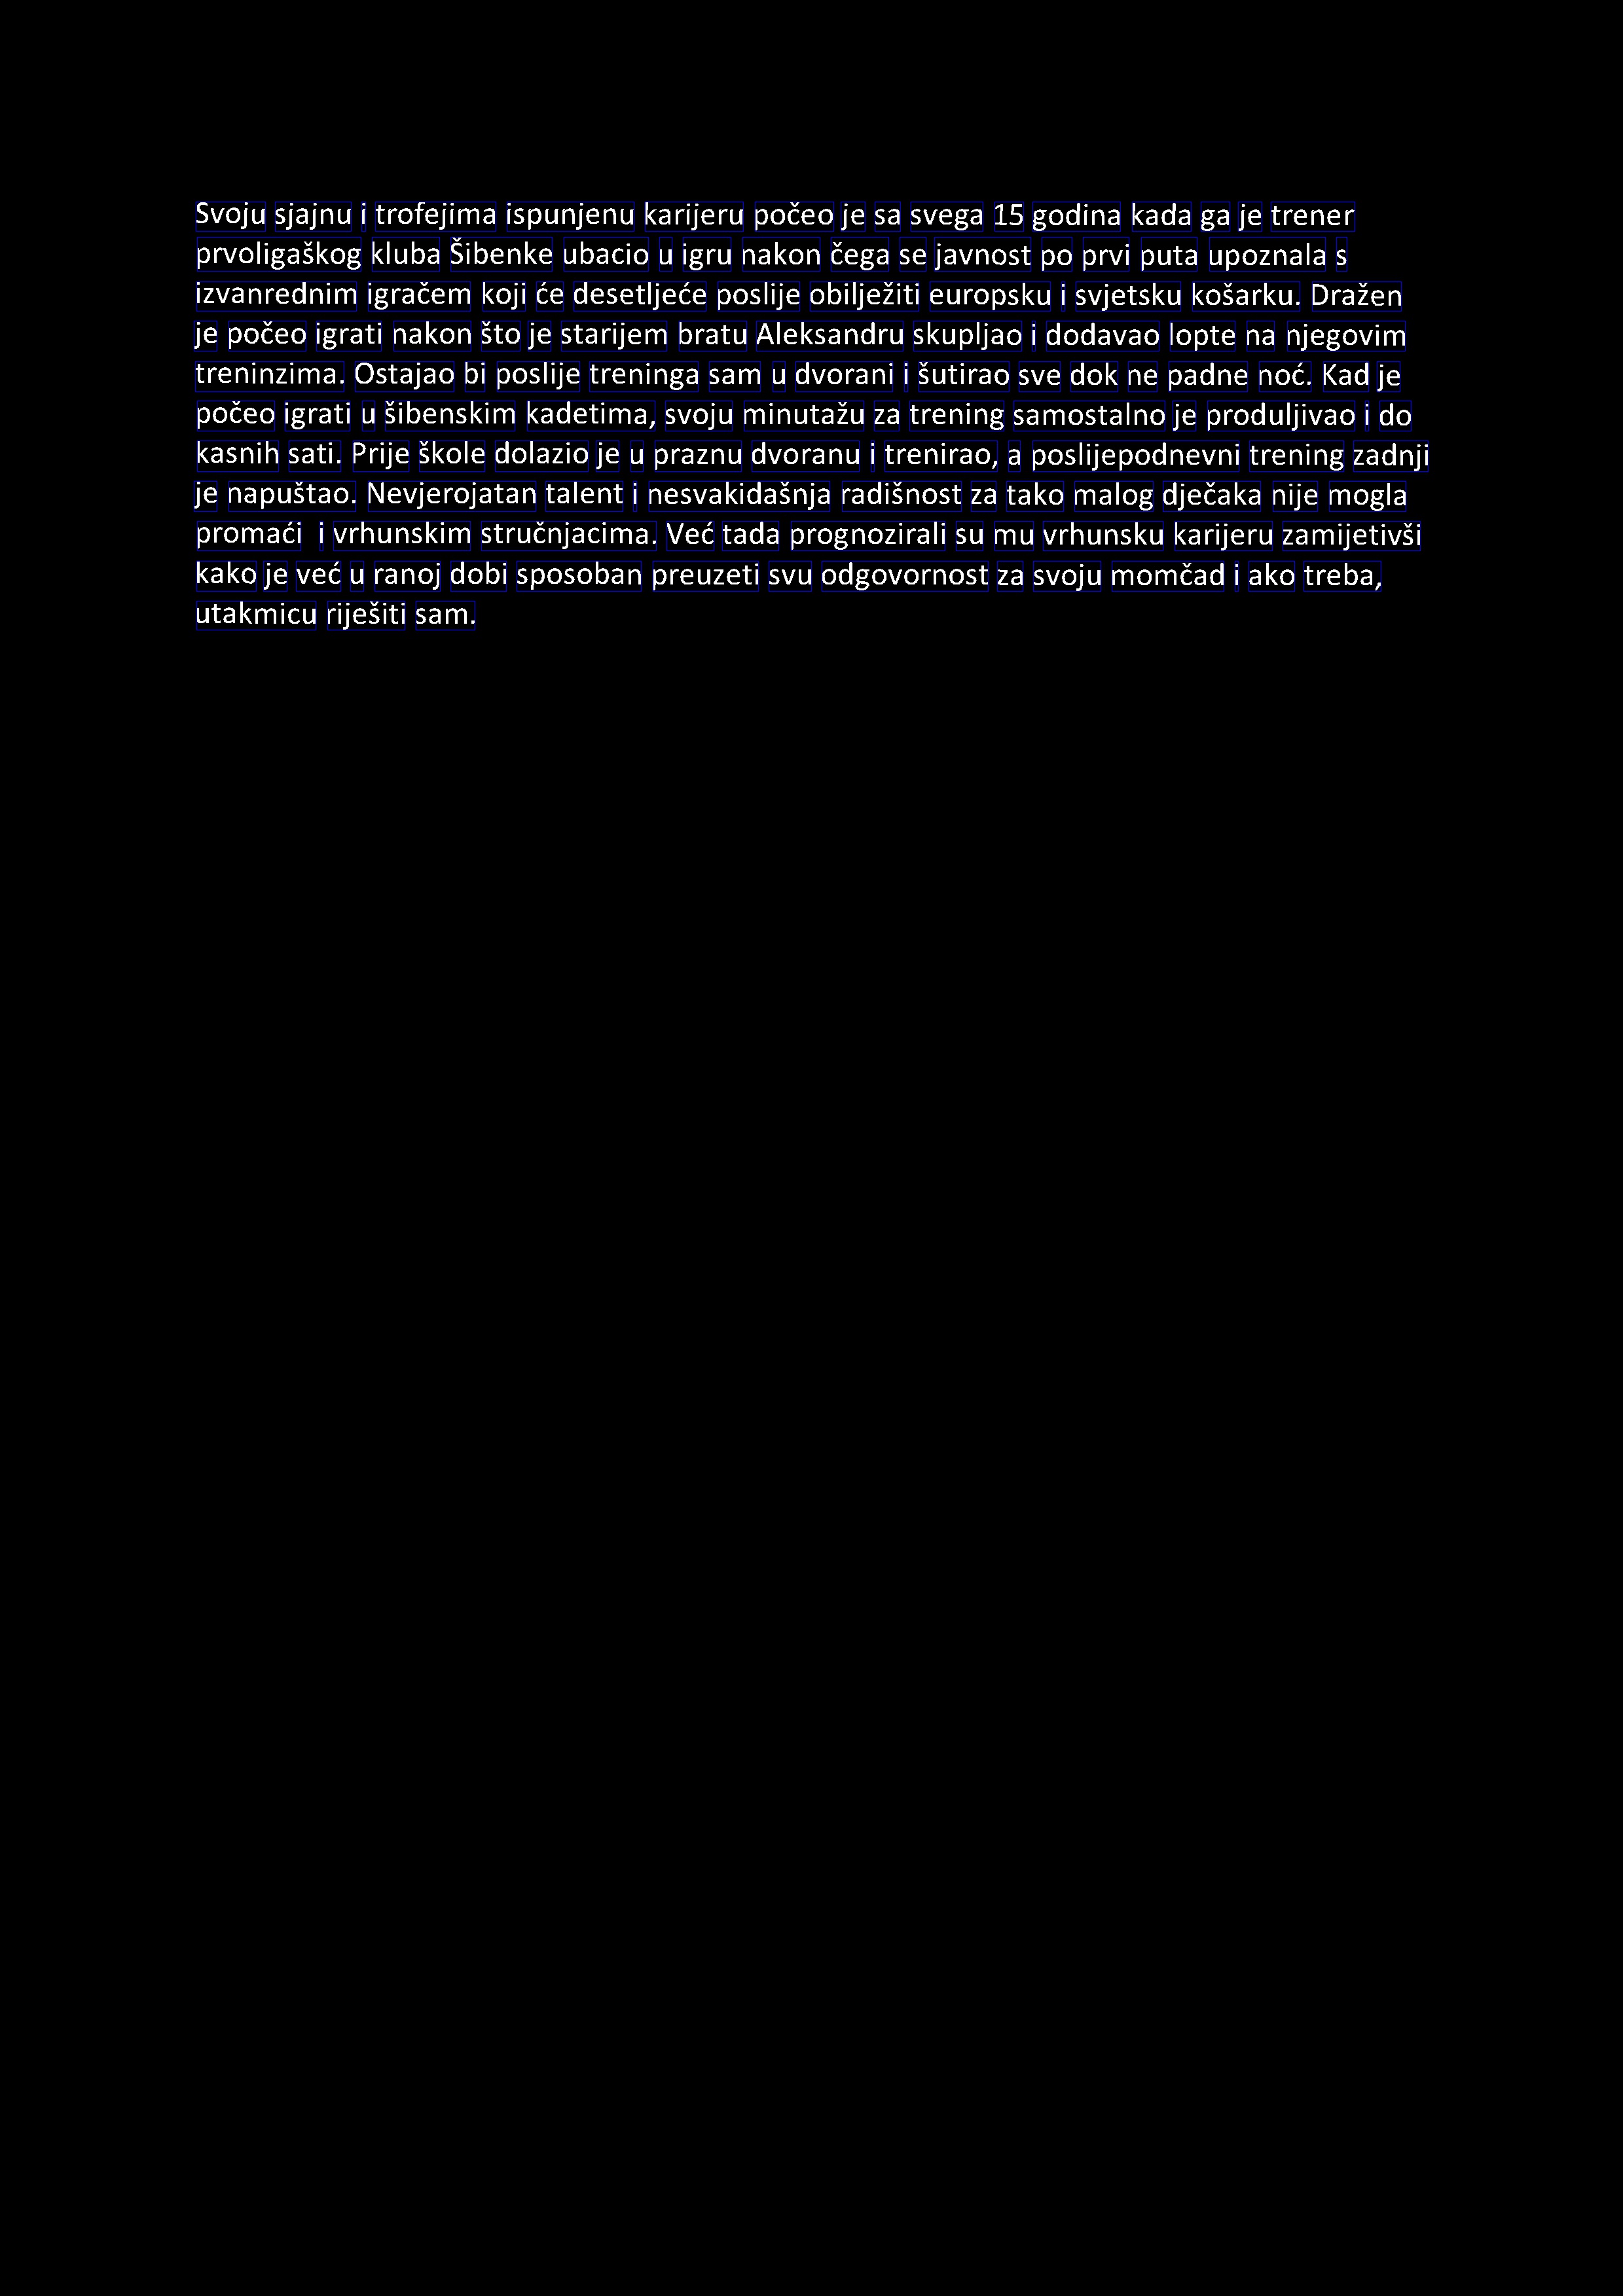 Svoju sjajnu i trofejima ispunjenu karijeru počeo je sa svega 15 godina kada ga je trener
prvoligaškog kluba Šibenke ubacio u igru nakon čega se javnost po prvi puta upoznala s
izvanrednim igračem koji će desetljeće poslije obilježiti europsku i svjetsku košarku. Dražen
je počeo igrati nakon što je starijem bratu Aleksandru skupljao i dodavao lopte na njegovim
treninzima. Ostajao bi poslije treninga sam u dvorani i šutirao sve dok ne padne noć. Kad je
počeo igrati u šibenskim kadetima, svoju minutažu za trening samostalno je produljivao i do
kasnih sati. Prije škole dolazio je u praznu dvoranu i trenirao, a poslijepodnevni trening zadnji
je napuštao. Nevjerojatan talent i nesvakidašnja radišnost za tako malog dječaka nije mogla
promaći  i vrhunskim stručnjacima. Već tada prognozirali su mu vrhunsku karijeru zamijetivši
kako je već u ranoj dobi sposoban preuzeti svu odgovornost za svoju momčad i ako treba,
utakmicu riješiti sam.